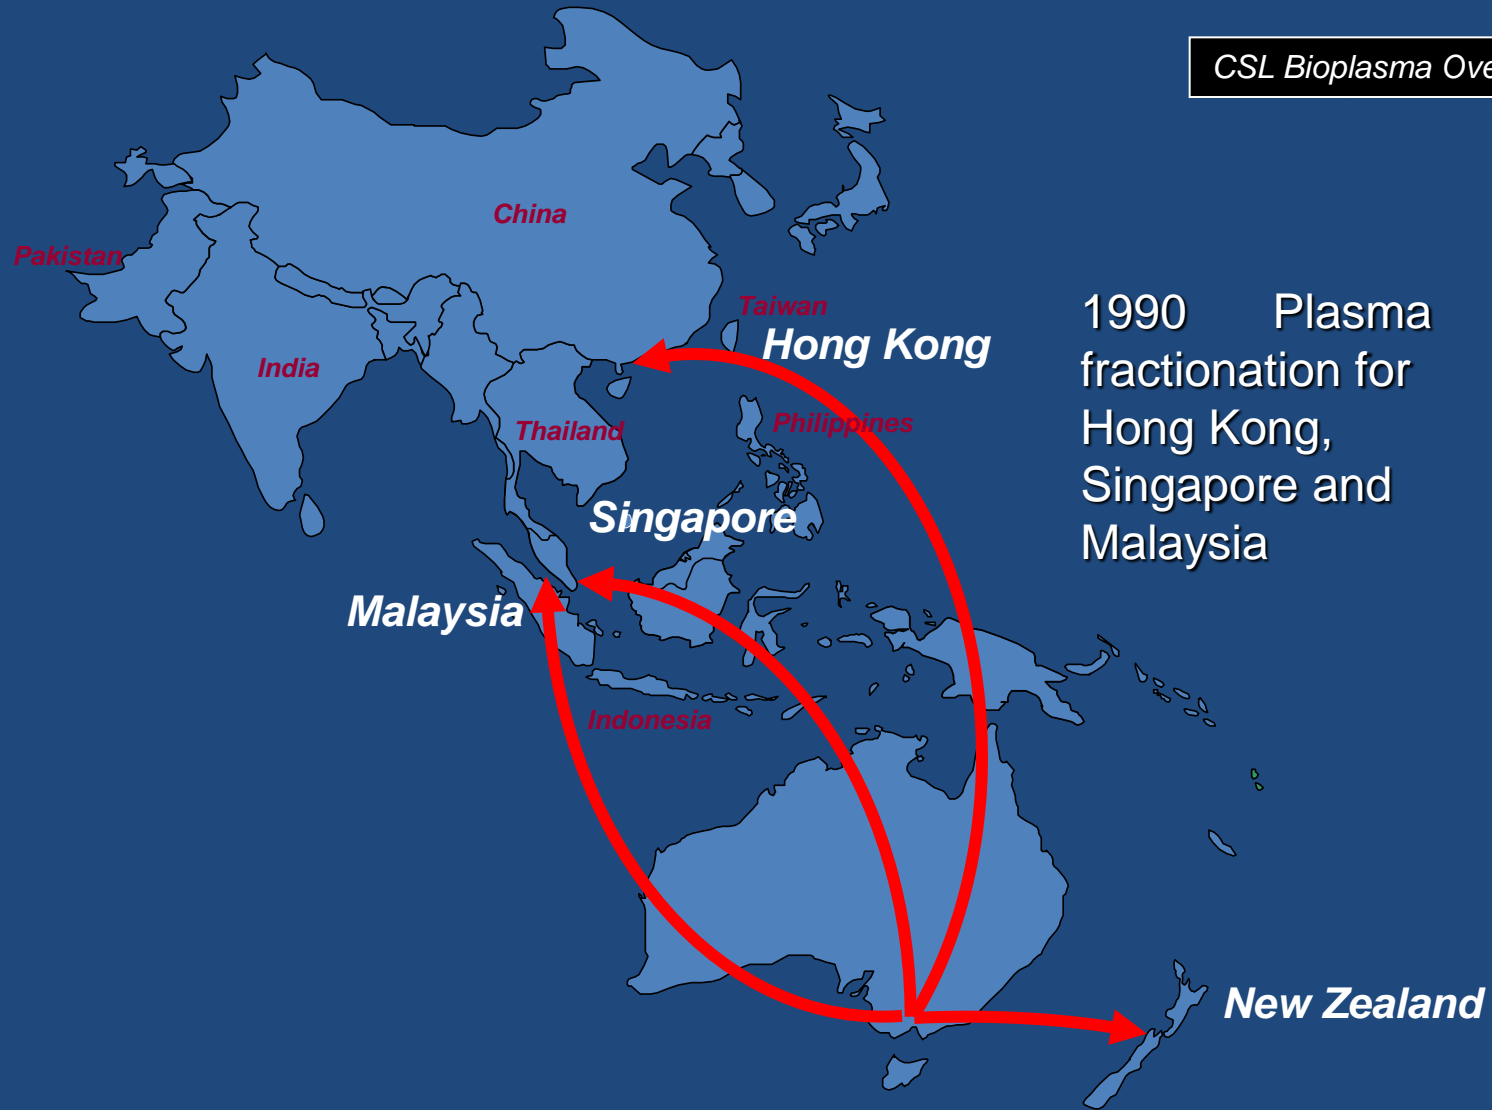 CSL Bioplasma Ove
China
Pakistan
Taiwan
Hong Kong
India
Philippines
Thailand
Singapore
Malaysia
Indonesia
New Zealand
1990 Plasma
fractionation for
Hong Kong,
Singapore and
Malaysia